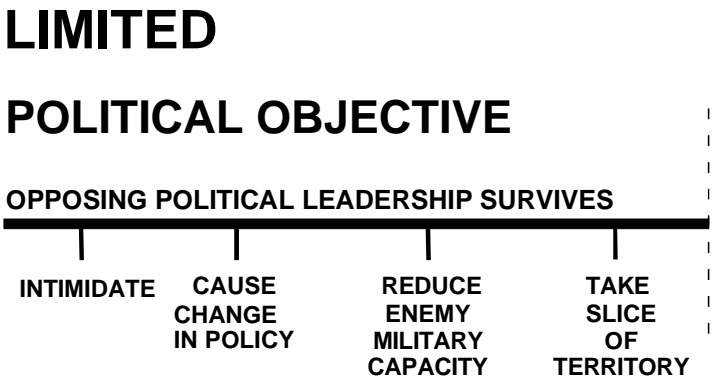 LIMITED
POLITICAL OBJECTIVE
OPPOSING POLITICAL LEADERSHIP SURVIVES
INTIMIDATE
CAUSE
CHANGE
IN POLICY
REDUCE
ENEMY
MILITARY
CAPACITY
TAKE
SLICE
OF
TERRITORY